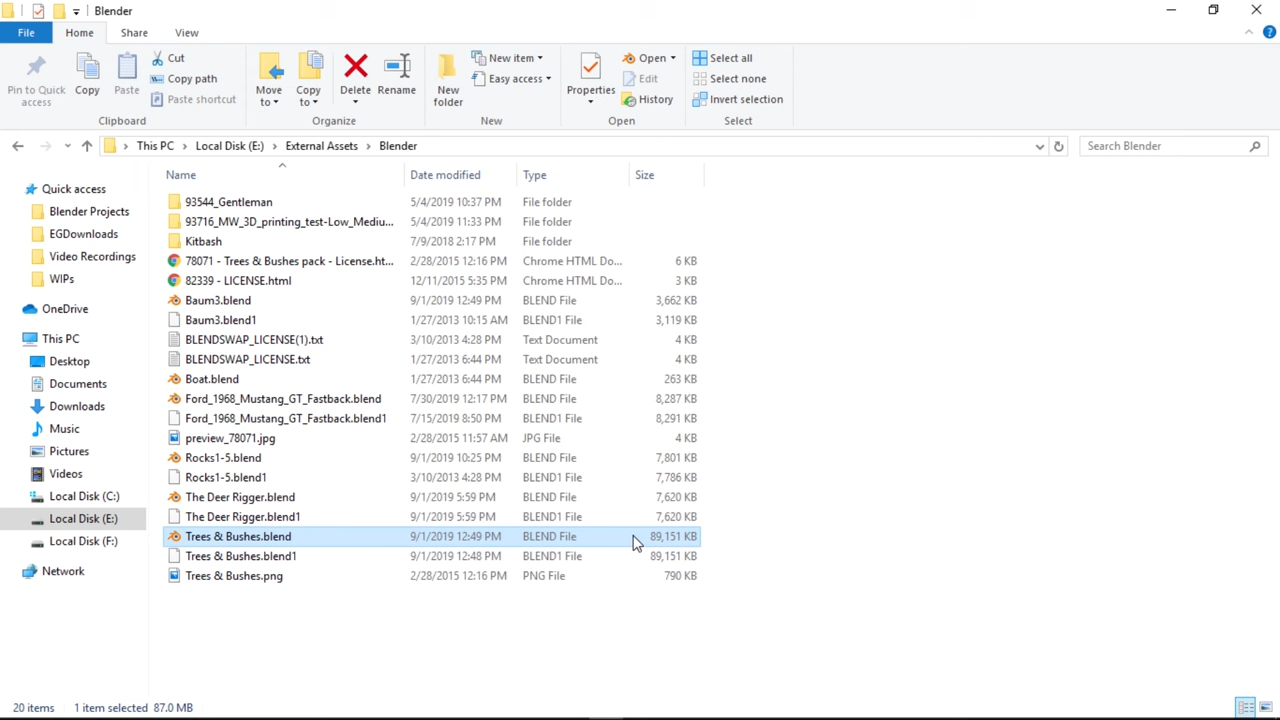 Blender
File Home Share View
Pin to Quick access
Copy
Paste
Cut
Copy path
Paste shortcut
Clipboard
Move to
Copy to
Delete
Rename
Organize
New folder
New item
Easy access
New
Properties
Open
Edit
History
Open
Select all
Select none
Invert selection
Select
This PC > Local Disk (E:) > External Assets > Blender
Search Blender
Quick access
Blender Projects
EGDownloads
Video Recordings
WIPs
OneDrive
This PC
Desktop
Documents
Downloads
Music
Pictures
Videos
Local Disk (C:)
Local Disk (E:)
Local Disk (F:)
Network
Name Date modified Type Size
93544_Gentleman 5/4/2019 10:37 PM File folder
93716_MW_3D_printing_test-Low_Mediu... 5/4/2019 11:33 PM File folder
Kitbash 7/9/2018 2:17 PM File folder
78071 - Trees & Bushes pack - License.ht... 2/28/2015 12:16 PM Chrome HTML Do... 6 KB
82339 - LICENSE.html 12/11/2015 5:35 PM Chrome HTML Do... 3 KB
Baum3.blend 9/1/2019 12:49 PM BLEND File 3,662 KB
Baum3.blend1 1/27/2013 10:15 AM BLEND1 File 3,119 KB
BLENDSWAP_LICENSE(1).txt 3/10/2013 4:28 PM Text Document 4 KB
BLENDSWAP_LICENSE.txt 1/27/2013 6:44 PM Text Document 4 KB
Boat.blend 1/27/2013 6:44 PM BLEND File 263 KB
Ford_1968_Mustang_GT_Fastback.blend 7/30/2019 12:17 PM BLEND File 8,287 KB
Ford_1968_Mustang_GT_Fastback.blend1 7/15/2019 8:50 PM BLEND1 File 8,291 KB
preview_78071.jpg 2/28/2015 11:57 AM JPG File 4 KB
Rocks1-5.blend 9/1/2019 10:25 PM BLEND File 7,801 KB
Rocks1-5.blend1 3/10/2013 4:28 PM BLEND1 File 7,786 KB
The Deer Rigger.blend 9/1/2019 5:59 PM BLEND File 7,620 KB
The Deer Rigger.blend1 9/1/2019 5:59 PM BLEND1 File 7,620 KB
Trees & Bushes.blend 9/1/2019 12:49 PM BLEND File 89,151 KB
Trees & Bushes.blend1 9/1/2019 12:48 PM BLEND1 File 89,151 KB
Trees & Bushes.png 2/28/2015 12:16 PM PNG File 790 KB
20 items 1 item selected 87.0 MB